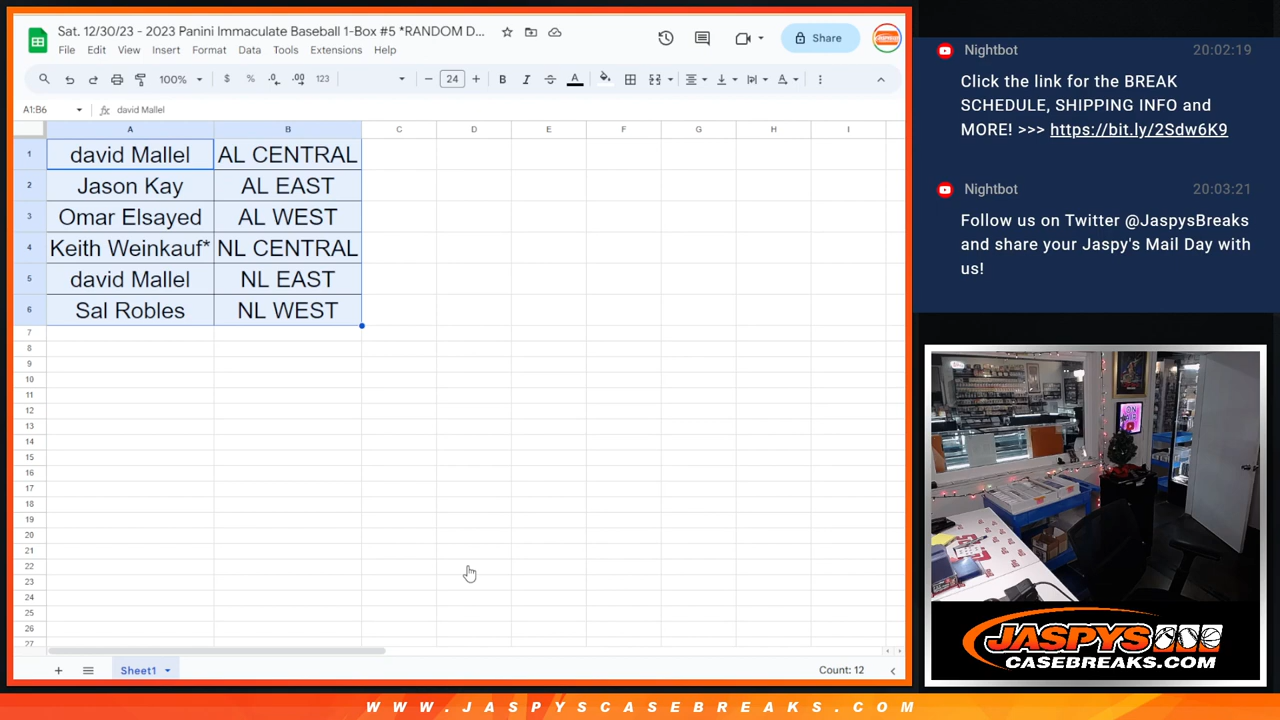 Sat. 12/30/23 - 2023 Panini Immaculate Baseball 1-Box #5 *RANDOM D...
File Edit View Insert Format Data Tools Extensions Help
Share
100% $ % .0 .00 123 24 B I A
A1:B6 fx david Mallel
A B C D E F G H I
1 david Mallel AL CENTRAL
2 Jason Kay AL EAST
3 Omar Elsayed AL WEST
4 Keith Weinkauf* NL CENTRAL
5 david Mallel NL EAST
6 Sal Robles NL WEST
7
8
9
10
11
12
13
14
15
16
17
18
19
20
21
22
23
24
25
26
27
Sheet1
Count: 12
Nightbot 20:02:19
Click the link for the BREAK
SCHEDULE, SHIPPING INFO and
MORE! >>> https://bit.ly/2Sdw6K9
Nightbot 20:03:21
Follow us on Twitter @JaspysBreaks
and share your Jaspy's Mail Day with
us!
JASPYS
CASEBREAKS.COM
WWW.JASPYSCASEBREAKS.COM